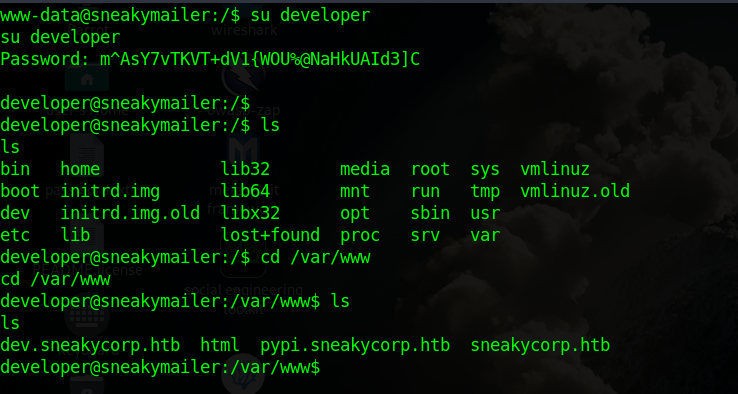 www-data@sneakymailer:/$ su developer
su developer
Password: m^AsY7vTKVT+dV1{WOU%@NaHkUAId3]C
developer@sneakymailer:/$
developer@sneakymailer:/$ ls
ls
bin home lib32 media root sys vmlinuz
boot initrd.img lib64 mnt run tmp vmlinuz.old
dev initrd.img.old libx32 opt sbin usr
etc lib lost+found proc srv var
developer@sneakymailer:/$ cd /var/www
cd /var/www
developer@sneakymailer:/var/www$ ls
ls
dev.sneakycorp.htb html pypi.sneakycorp.htb sneakycorp.htb
developer@sneakymailer:/var/www$
wireshark
license
social engineering